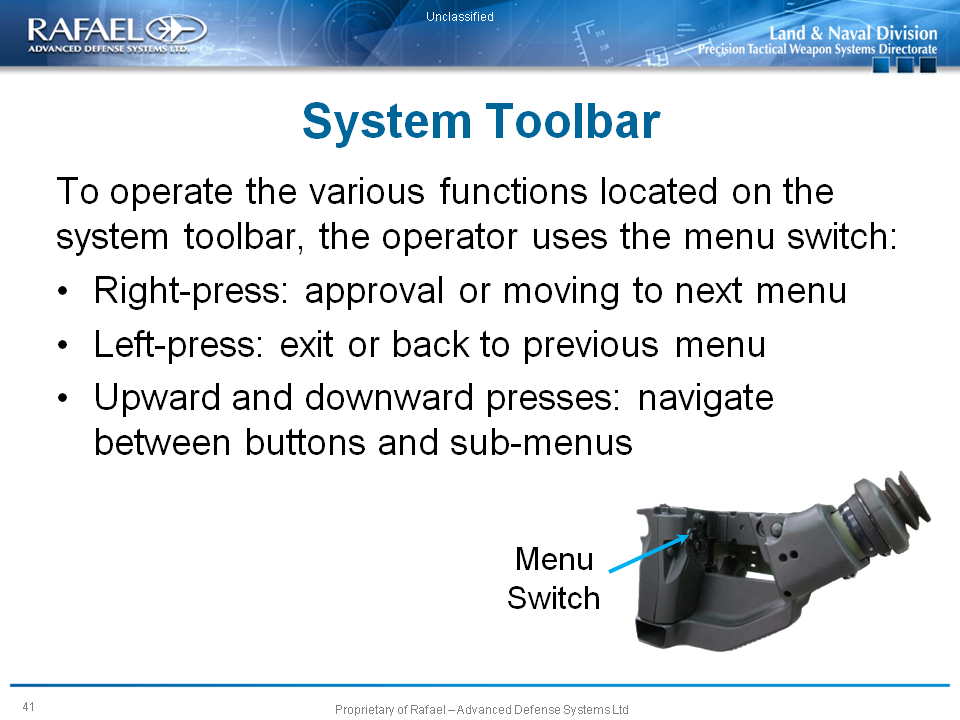 Unclassified
RAFAEL
ADVANCED DEFENSE SYSTEMS LTD.
Land & Naval Division
Precision Tactical Weapon Systems Directorate
System Toolbar
To operate the various functions located on the
system toolbar, the operator uses the menu switch:
• Right-press: approval or moving to next menu
• Left-press: exit or back to previous menu
• Upward and downward presses: navigate
between buttons and sub-menus
Menu
Switch
41
Proprietary of Rafael – Advanced Defense Systems Ltd